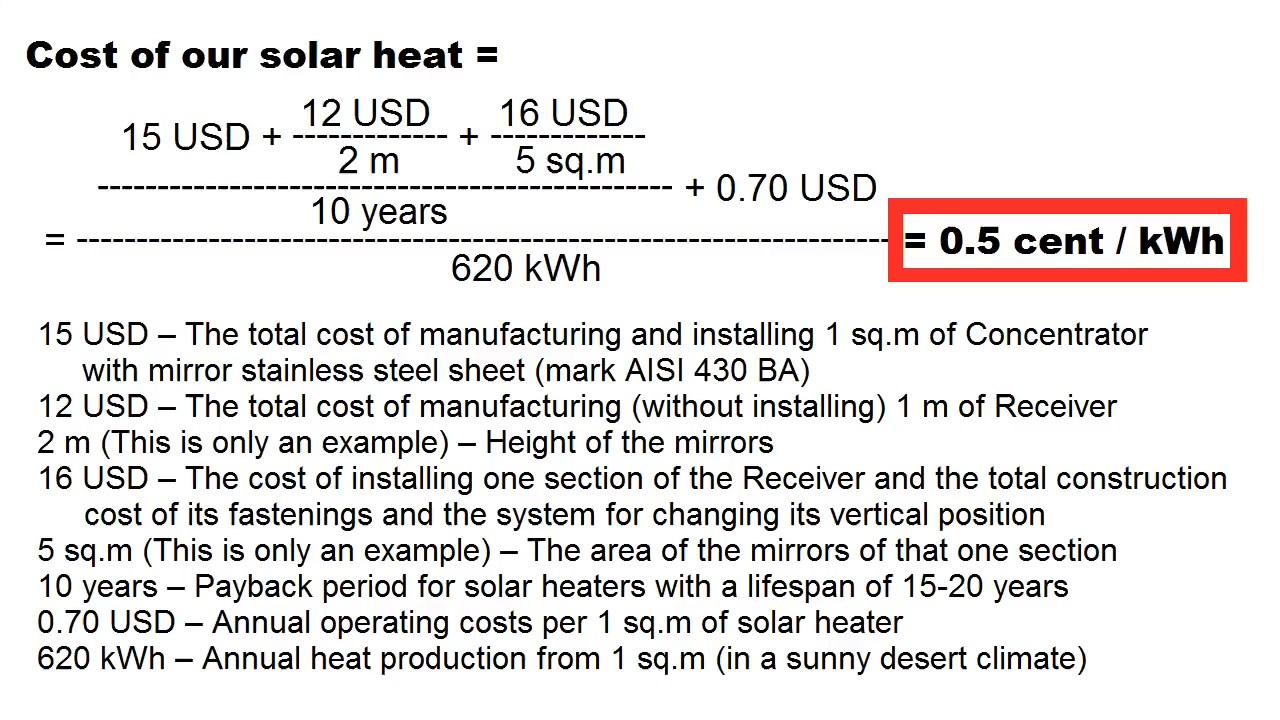 Cost of our solar heat =
12 USD 16 USD
15 USD + ------------- + -------------
2 m 5 sq.m
------------------------------------------------ + 0.70 USD
10 years
= -------------------------------------------------------------------- = 0.5 cent / kWh
620 kWh
15 USD – The total cost of manufacturing and installing 1 sq.m of Concentrator
with mirror stainless steel sheet (mark AISI 430 BA)
12 USD – The total cost of manufacturing (without installing) 1 m of Receiver
2 m (This is only an example) – Height of the mirrors
16 USD – The cost of installing one section of the Receiver and the total construction
cost of its fastenings and the system for changing its vertical position
5 sq.m (This is only an example) – The area of the mirrors of that one section
10 years – Payback period for solar heaters with a lifespan of 15-20 years
0.70 USD – Annual operating costs per 1 sq.m of solar heater
620 kWh – Annual heat production from 1 sq.m (in a sunny desert climate)